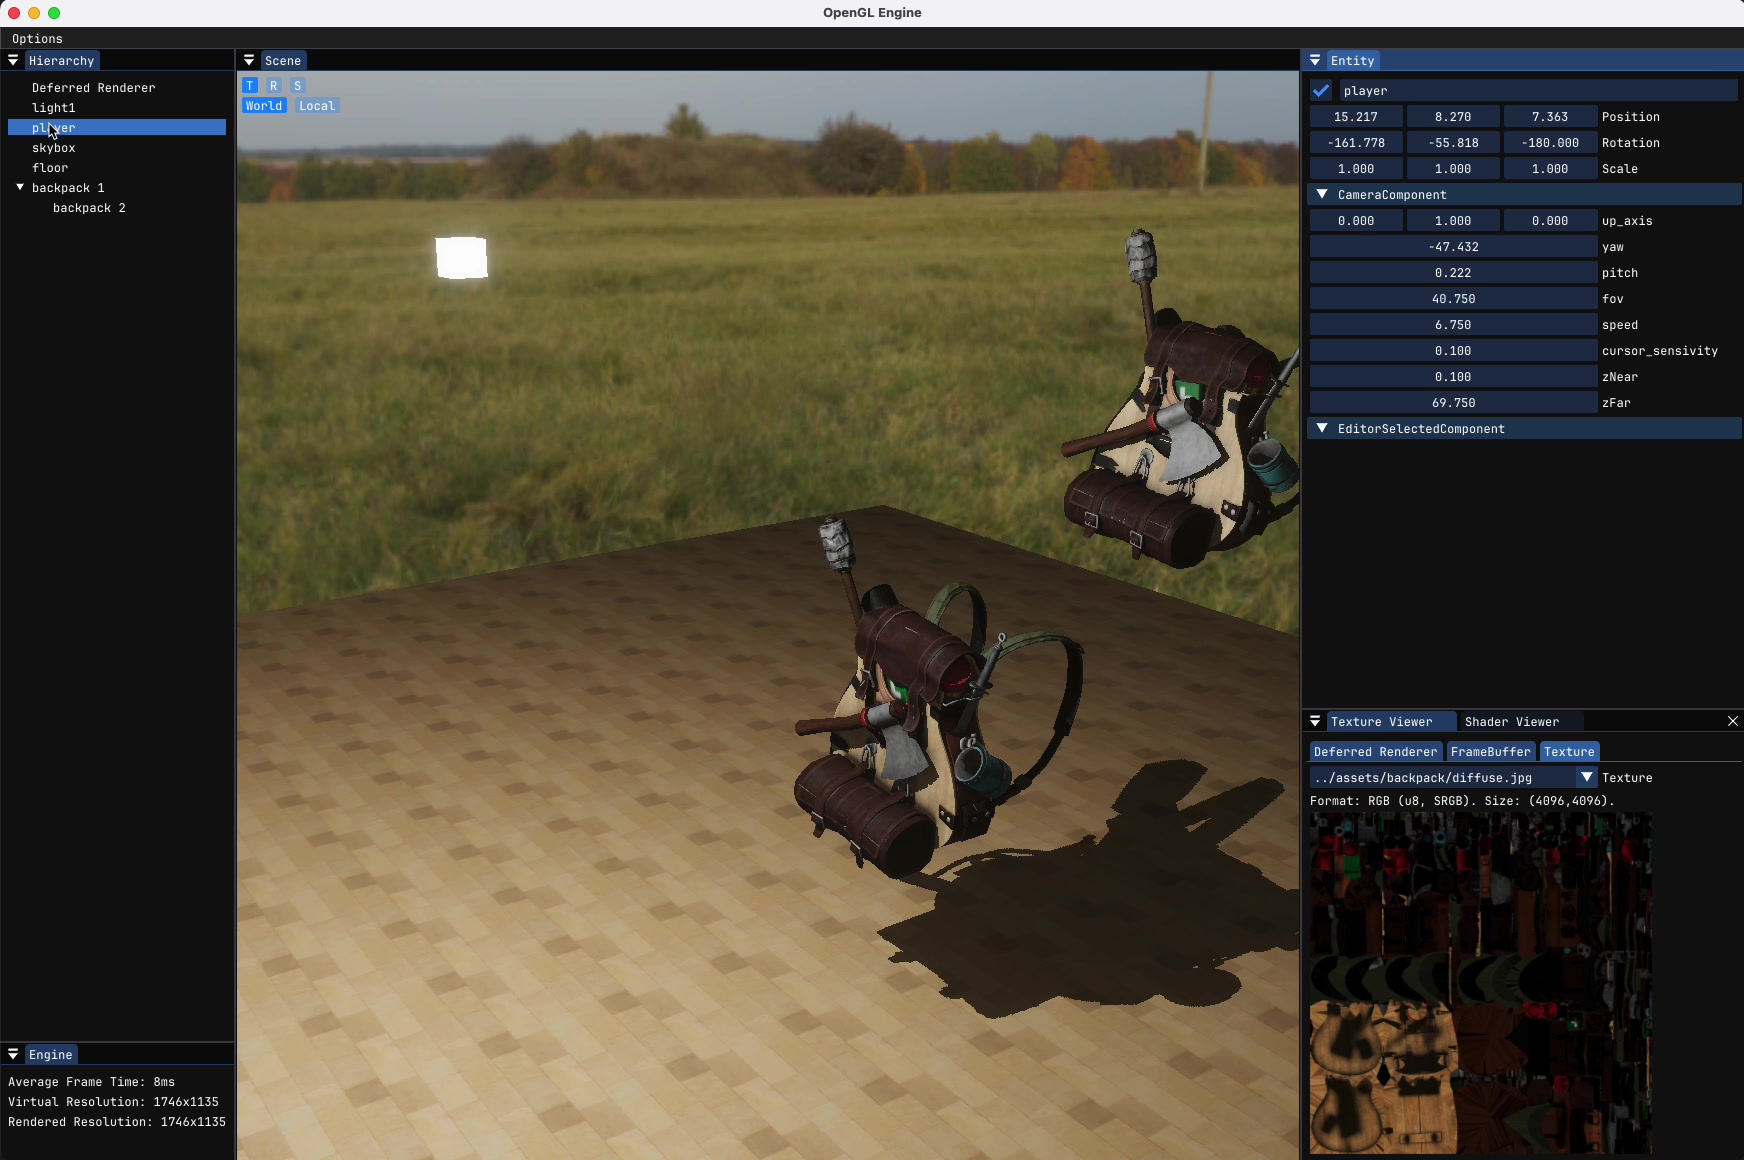 OpenGL Engine
Options
Hierarchy
Deferred Renderer
light1
player
skybox
floor
backpack 1
backpack 2
Engine
Average Frame Time: 8ms
Virtual Resolution: 1746x1135
Rendered Resolution: 1746x1135
Scene
T R S
World Local
Entity
player
15.217 8.270 7.363 Position
-161.778 -55.818 -180.000 Rotation
1.000 1.000 1.000 Scale
CameraComponent
0.000 1.000 0.000 up_axis
-47.432 yaw
0.222 pitch
40.750 fov
6.750 speed
0.100 cursor_sensivity
0.100 zNear
69.750 zFar
EditorSelectedComponent
Texture Viewer Shader Viewer
Deferred Renderer FrameBuffer Texture
../assets/backpack/diffuse.jpg Texture
Format: RGB (u8, SRGB). Size: (4096,4096).